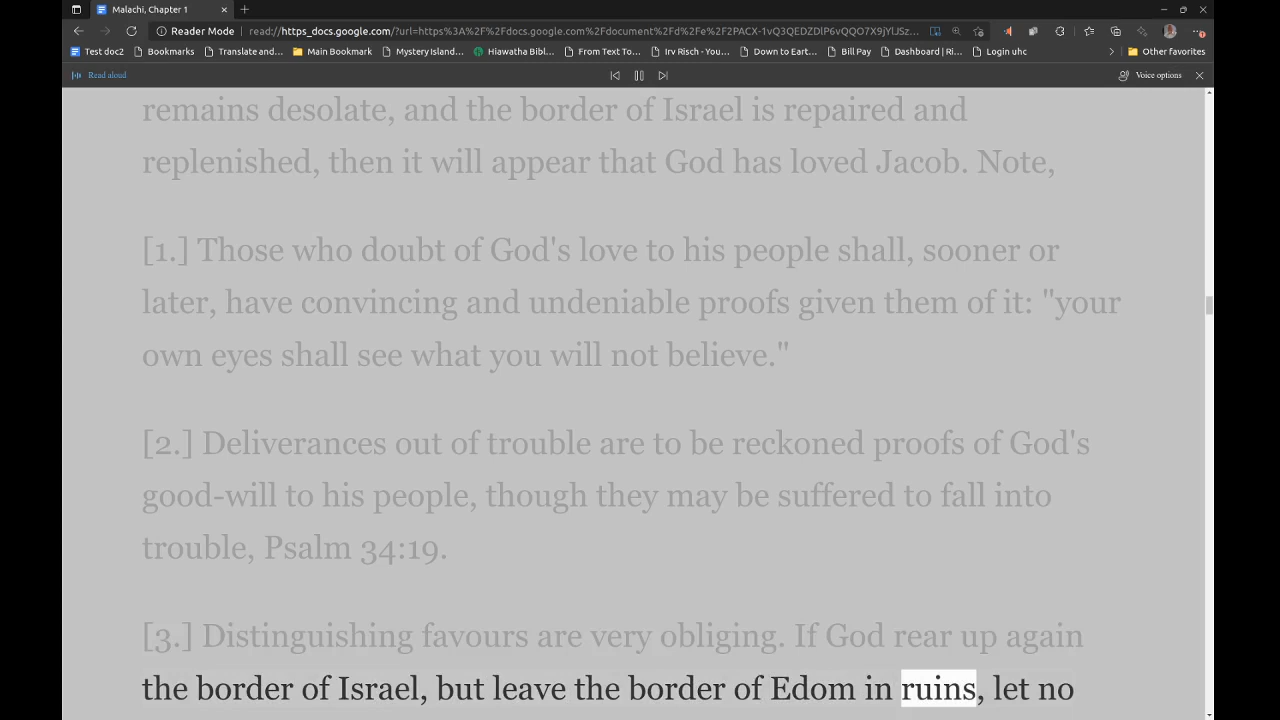 Malachi, Chapter 1
Reader Mode read://https_docs.google.com/?url=https%3A%2F%2Fdocs.google.com%2Fdocument%2Fd%2Fe%2F2PACX-1vQ3QEDZDlP6vQQO7X9jYlJSz...
Test doc2 Bookmarks Translate and... Main Bookmark Mystery Island... Hiawatha Bibl... From Text To... Irv Risch - You... Down to Eart... Bill Pay Dashboard | Ri... Login uhc Other favorites
Read aloud Voice options
remains desolate, and the border of Israel is repaired and
replenished, then it will appear that God has loved Jacob. Note,
[1.] Those who doubt of God's love to his people shall, sooner or
later, have convincing and undeniable proofs given them of it: "your
own eyes shall see what you will not believe."
[2.] Deliverances out of trouble are to be reckoned proofs of God's
good-will to his people, though they may be suffered to fall into
trouble, Psalm 34:19.
[3.] Distinguishing favours are very obliging. If God rear up again
the border of Israel, but leave the border of Edom in ruins, let no